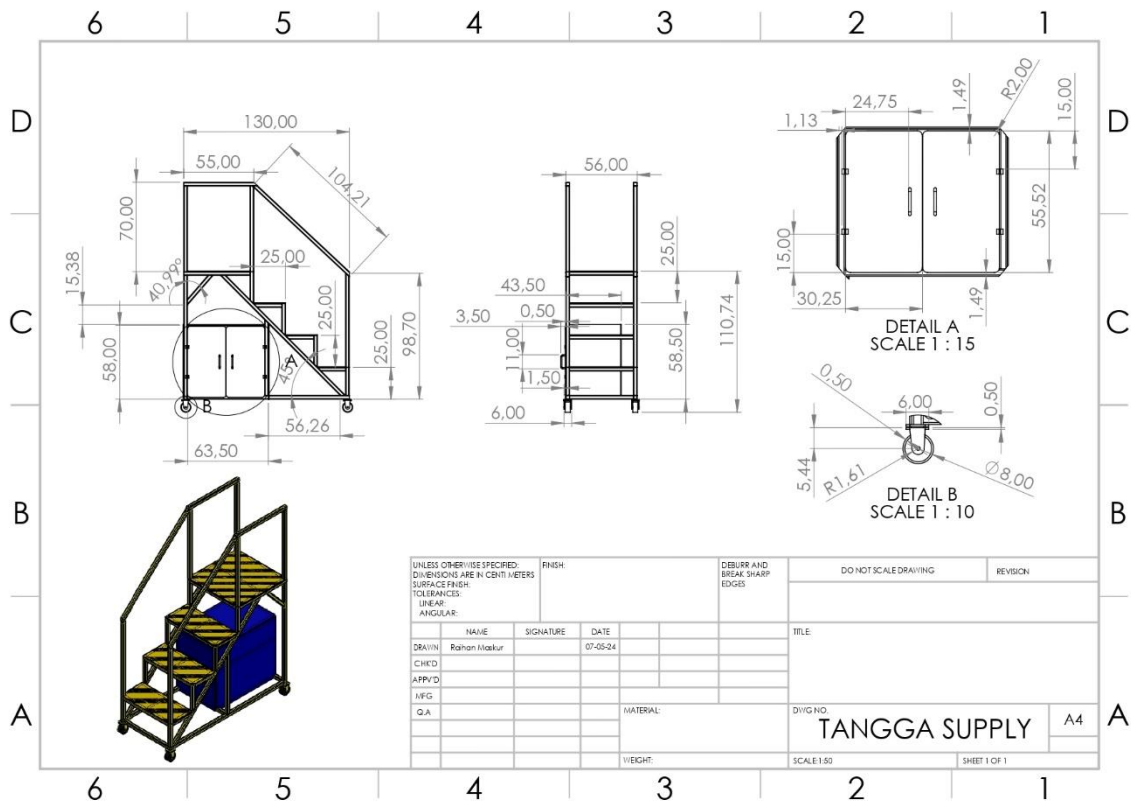 6 5 4 3 2 1
D D
130,00
55,00
104,21
70,00
25,00
15,38
40,99°
25,00
25,00
98,70
58,00
45°
A
B
56,26
63,50
56,00
25,00
43,50
3,50
0,50
11,00
58,50
110,74
1,50
6,00
24,75
1,49
R2,00
15,00
1,13
55,52
15,00
30,25
1,49
DETAIL A
SCALE 1 : 15
C C
0,50
6,00
0,50
5,44
R1,61
Ø8,00
DETAIL B
SCALE 1 : 10
B B
UNLESS OTHERWISE SPECIFIED:
DIMENSIONS ARE IN CENTI METERS
SURFACE FINISH:
TOLERANCES:
LINEAR:
ANGULAR:
FINISH:
DEBURR AND
BREAK SHARP
EDGES
DO NOT SCALE DRAWING
REVISION
NAME SIGNATURE DATE
TITLE:
DRAWN Raihan Maskur 07-05-24
CHK'D
APPV'D
MFG
Q.A
MATERIAL:
DWG NO.
TANGGA SUPPLY
A4
WEIGHT:
SCALE:1:50
SHEET 1 OF 1
A A
6 5 4 3 2 1